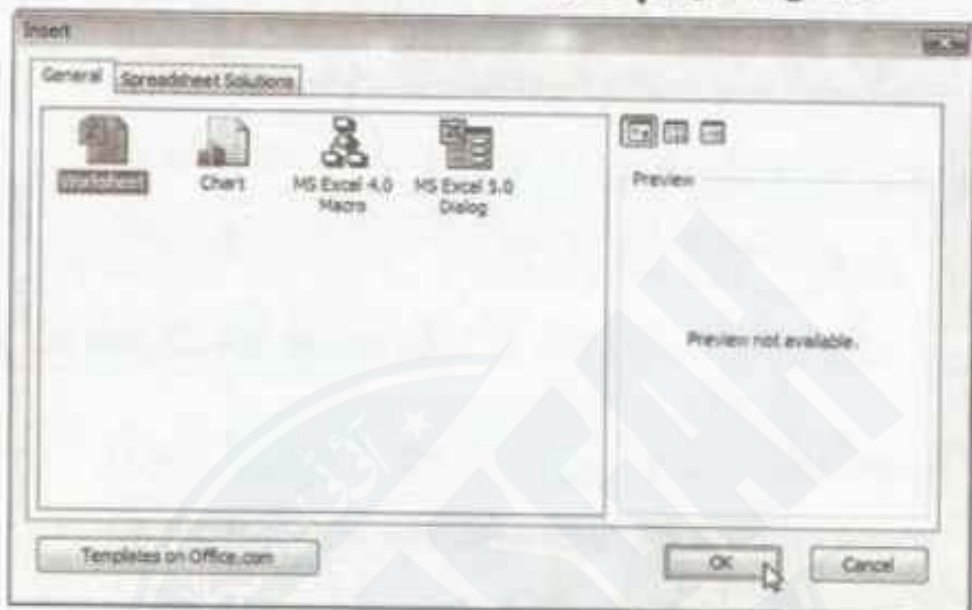 Insert
General Spreadsheet Solutions
Worksheet
Chart
MS Excel 4.0
Macro
MS Excel 5.0
Dialog
Preview
Preview not available.
Templates on Office.com
OK
Cancel